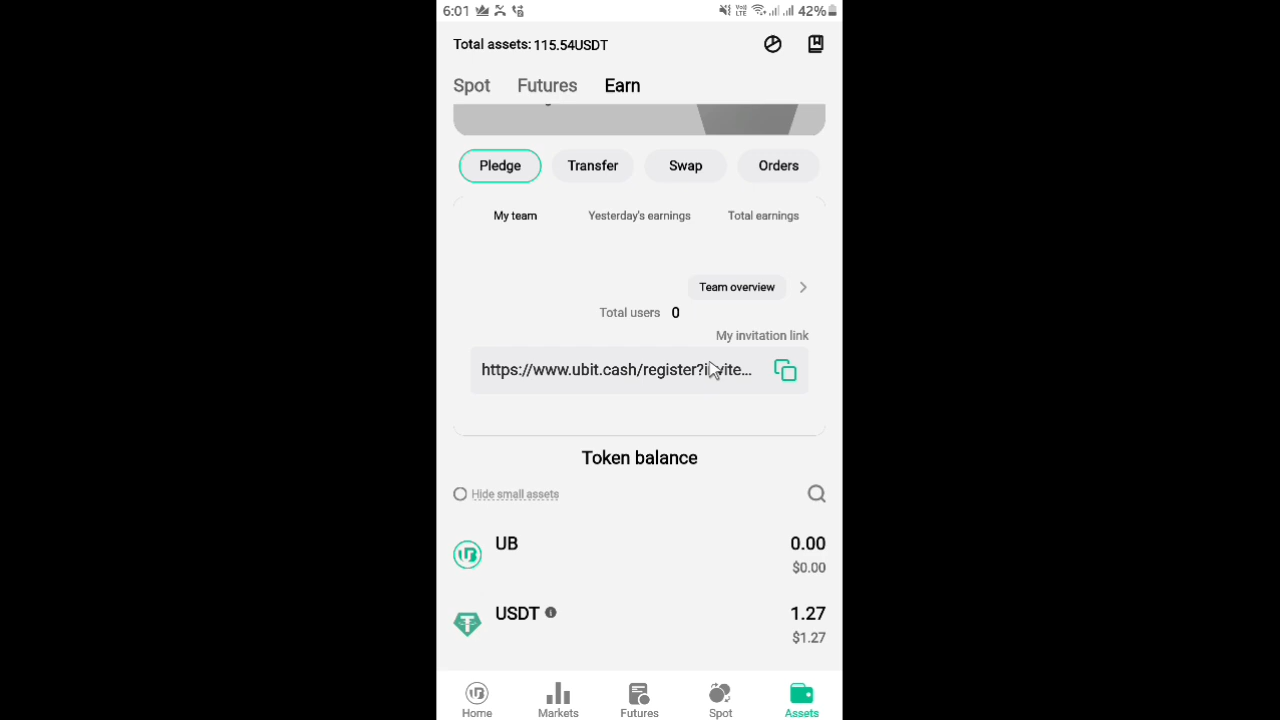 6:01 42%
Total assets: 115.54USDT
Spot Futures Earn
Pledge Transfer Swap Orders
My team Yesterday's earnings Total earnings
Team overview
Total users 0
My invitation link
https://www.ubit.cash/register?invite...
Token balance
Hide small assets
UB 0.00
$0.00
USDT 1.27
$1.27
Home Markets Futures Spot Assets